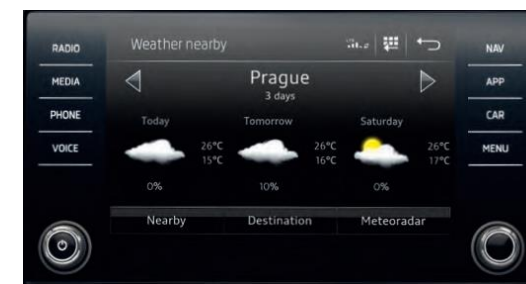 RADIO
MEDIA
PHONE
VOICE
Weather nearby
Prague
3 days
Today Tomorrow Saturday
26°C 26°C 26°C
15°C 16°C 17°C
0% 10% 0%
Nearby Destination Meteoradar
NAV
APP
CAR
MENU